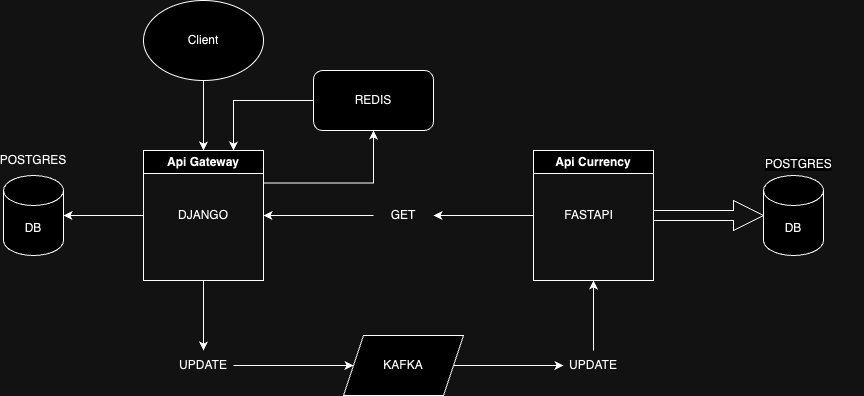 Client
REDIS
POSTGRES
Api Gateway
Api Currency
POSTGRES
DB
DJANGO
GET
FASTAPI
DB
UPDATE
KAFKA
UPDATE